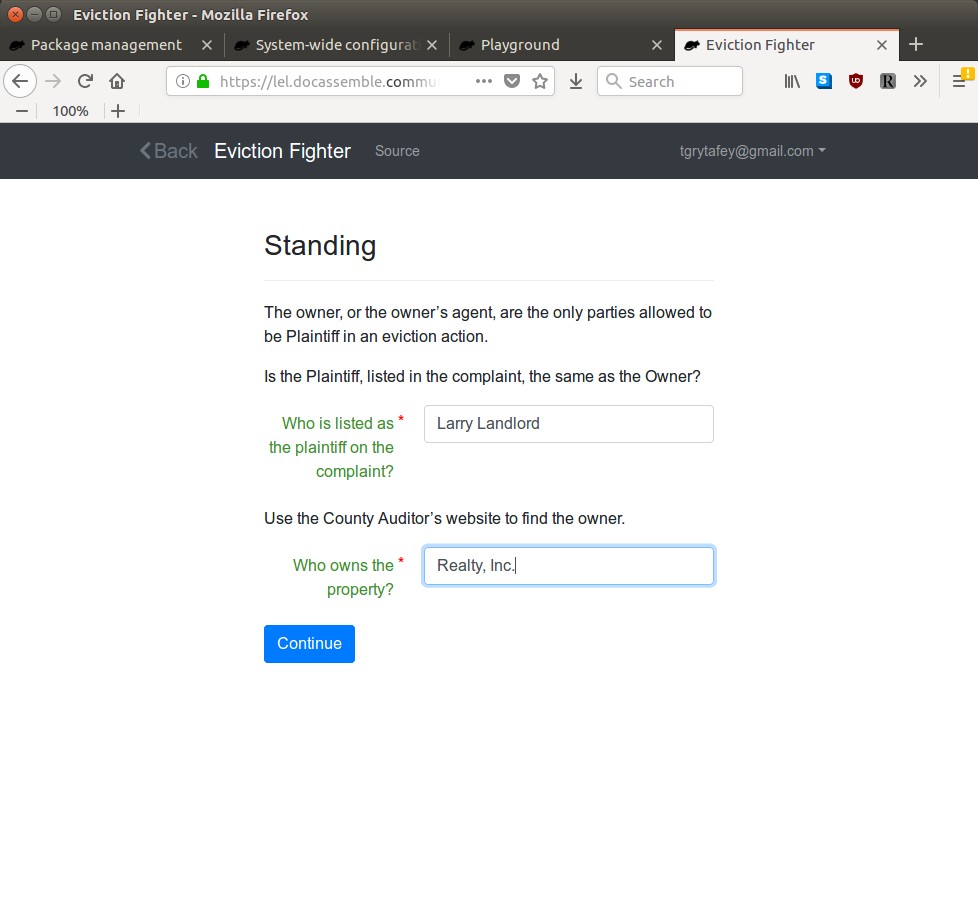 Eviction Fighter - Mozilla Firefox
Package management
System-wide configurat
Playground
Eviction Fighter
https://lel.docassemble.commu
Search
S
R
100%
Back
Eviction Fighter
Source
tgrytafey@gmail.com
Standing
The owner, or the owner’s agent, are the only parties allowed to
be Plaintiff in an eviction action.
Is the Plaintiff, listed in the complaint, the same as the Owner?
Who is listed as *
the plaintiff on the
complaint?
Larry Landlord
Use the County Auditor’s website to find the owner.
Who owns the *
property?
Realty, Inc.
Continue